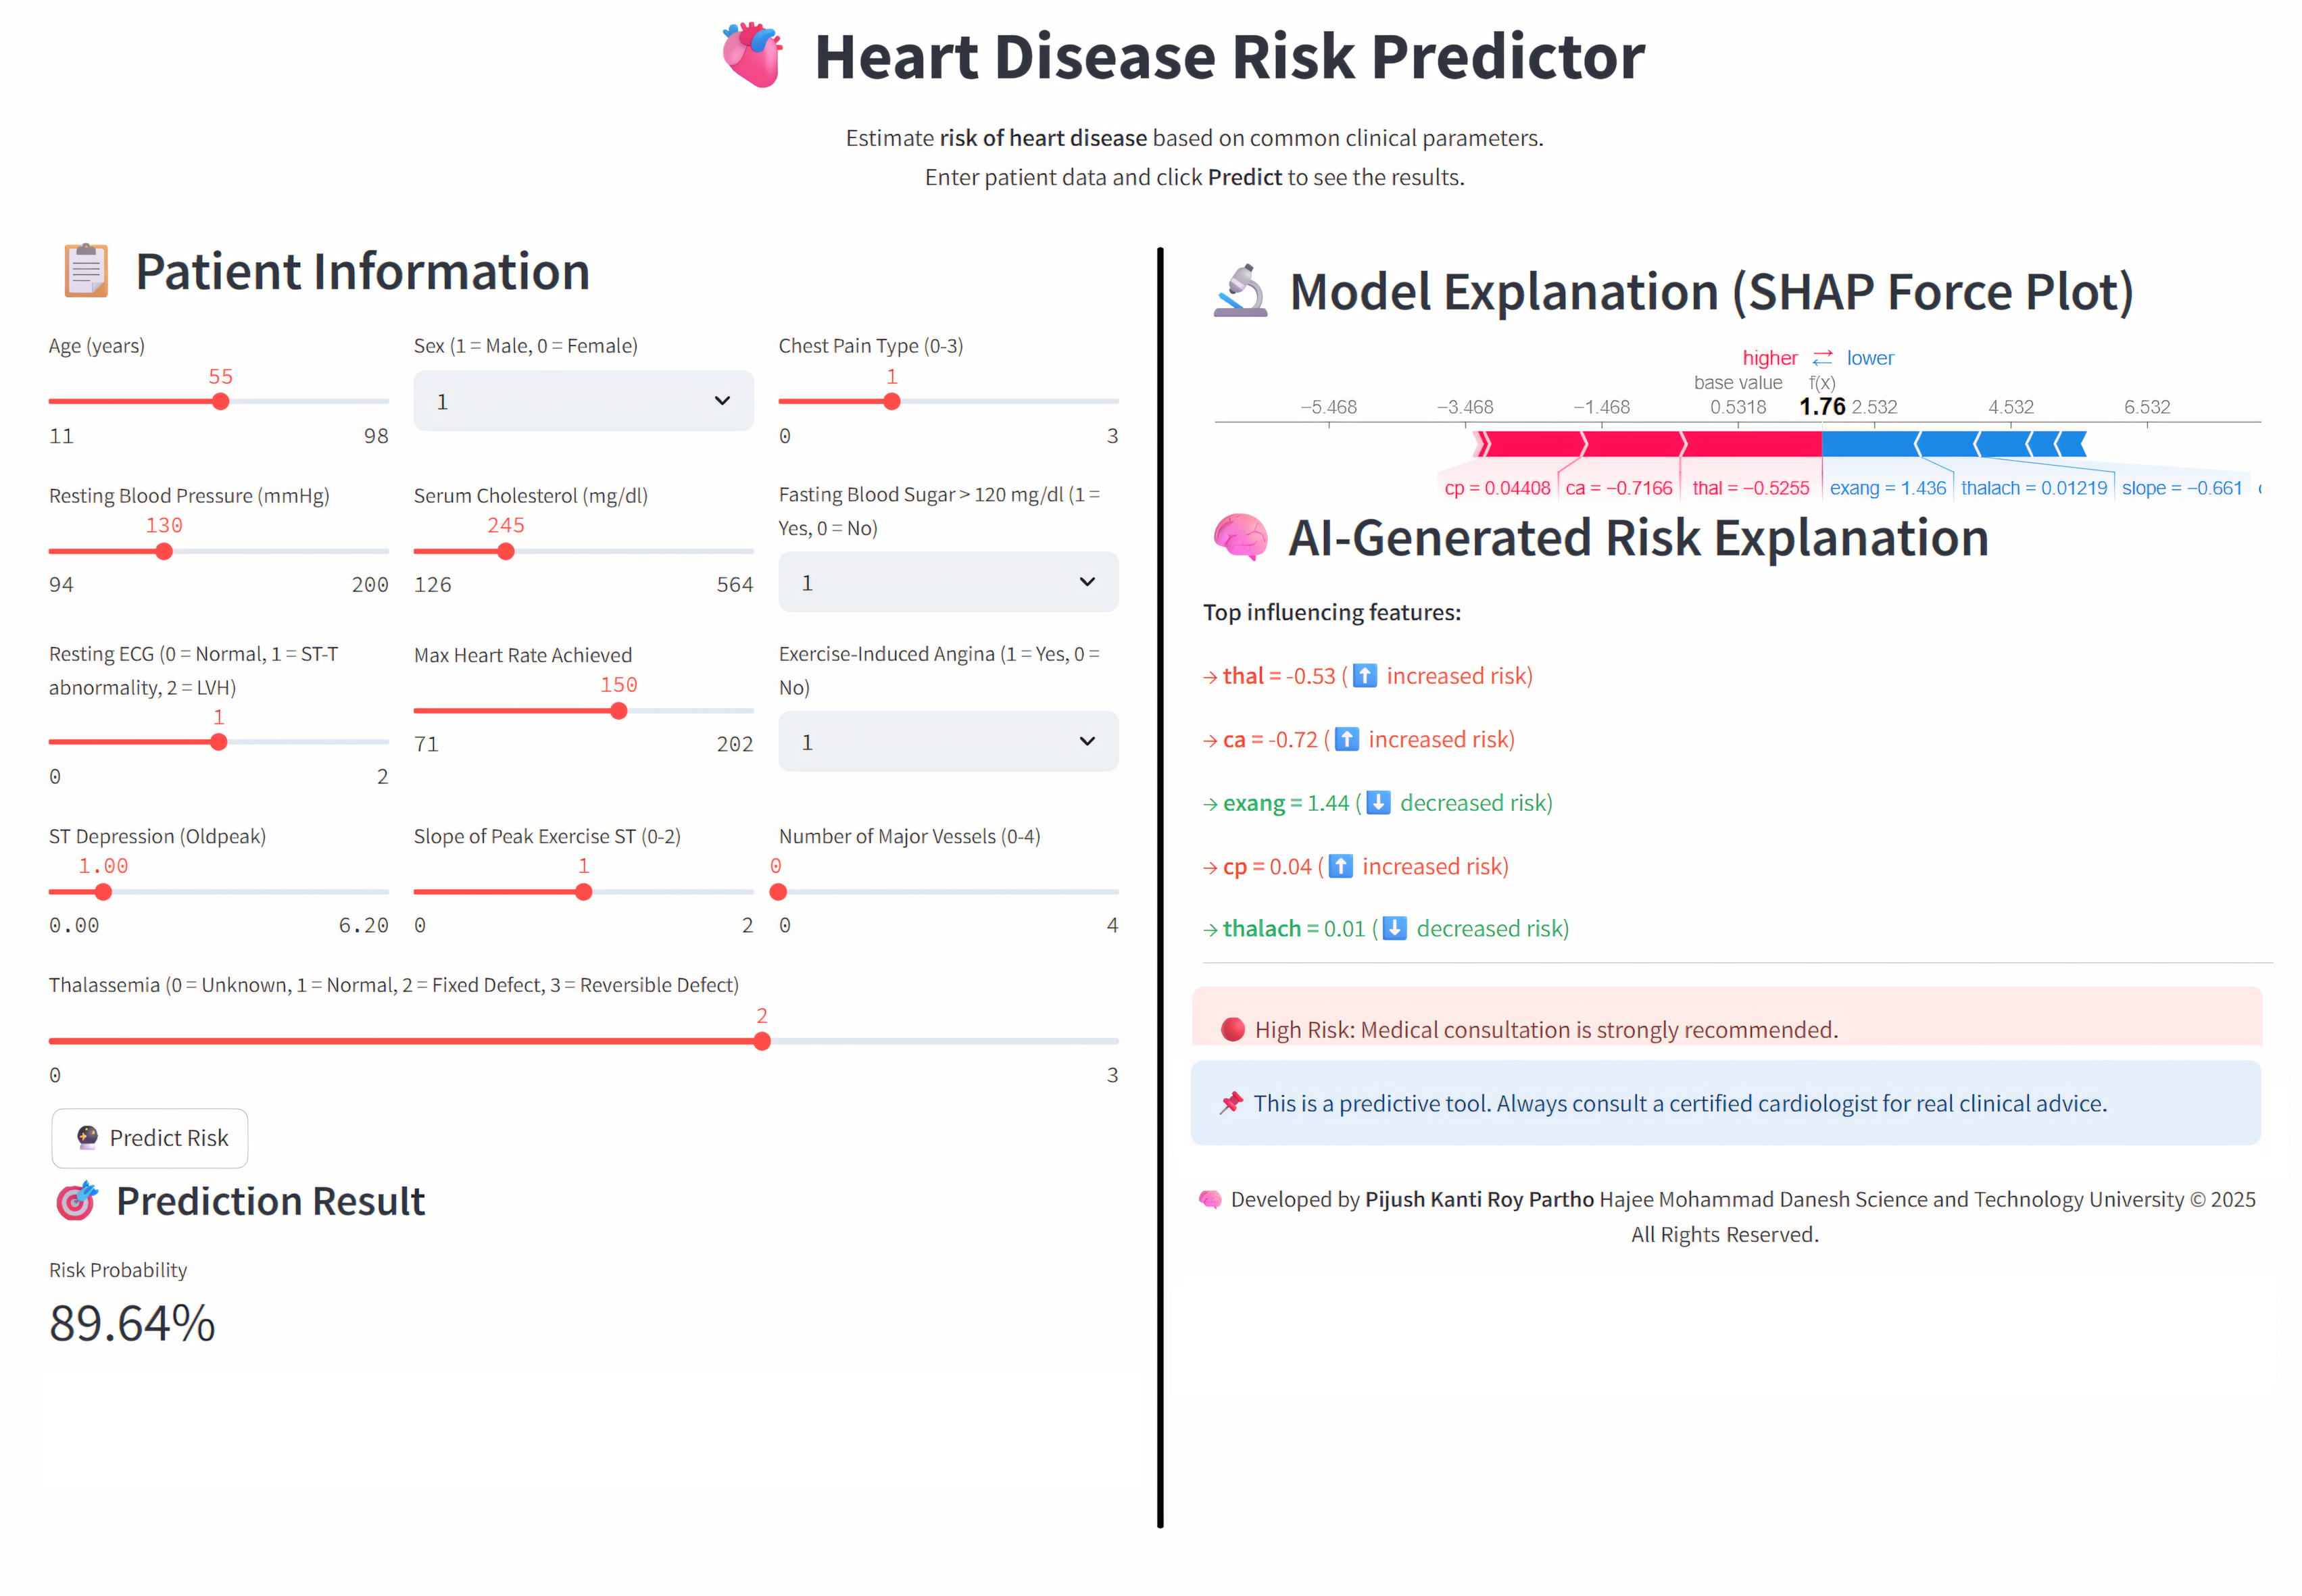 Heart Disease Risk Predictor
Estimate risk of heart disease based on common clinical parameters.
Enter patient data and click Predict to see the results.
Patient Information
Age (years)
55
11 98
Sex (1 = Male, 0 = Female)
1
Chest Pain Type (0-3)
1
0 3
Resting Blood Pressure (mmHg)
130
94 200
Serum Cholesterol (mg/dl)
245
126 564
Fasting Blood Sugar > 120 mg/dl (1 =
Yes, 0 = No)
1
Resting ECG (0 = Normal, 1 = ST-T
abnormality, 2 = LVH)
1
0 2
Max Heart Rate Achieved
150
71 202
Exercise-Induced Angina (1 = Yes, 0 =
No)
1
ST Depression (Oldpeak)
1.00
0.00 6.20
Slope of Peak Exercise ST (0-2)
1
0 2
Number of Major Vessels (0-4)
0
0 4
Thalassemia (0 = Unknown, 1 = Normal, 2 = Fixed Defect, 3 = Reversible Defect)
2
0 3
Predict Risk
Prediction Result
Risk Probability
89.64%
Model Explanation (SHAP Force Plot)
higher ⇄ lower
base value f(x)
−5.468 −3.468 −1.468 0.5318 1.76 2.532 4.532 6.532
cp = 0.04408 ca = −0.7166 thal = −0.5255 exang = 1.436 thalach = 0.01219 slope = −0.661
AI-Generated Risk Explanation
Top influencing features:
→ thal = -0.53 (⬆️ increased risk)
→ ca = -0.72 (⬆️ increased risk)
→ exang = 1.44 (⬇️ decreased risk)
→ cp = 0.04 (⬆️ increased risk)
→ thalach = 0.01 (⬇️ decreased risk)
High Risk: Medical consultation is strongly recommended.
This is a predictive tool. Always consult a certified cardiologist for real clinical advice.
Developed by Pijush Kanti Roy Partho Hajee Mohammad Danesh Science and Technology University © 2025
All Rights Reserved.